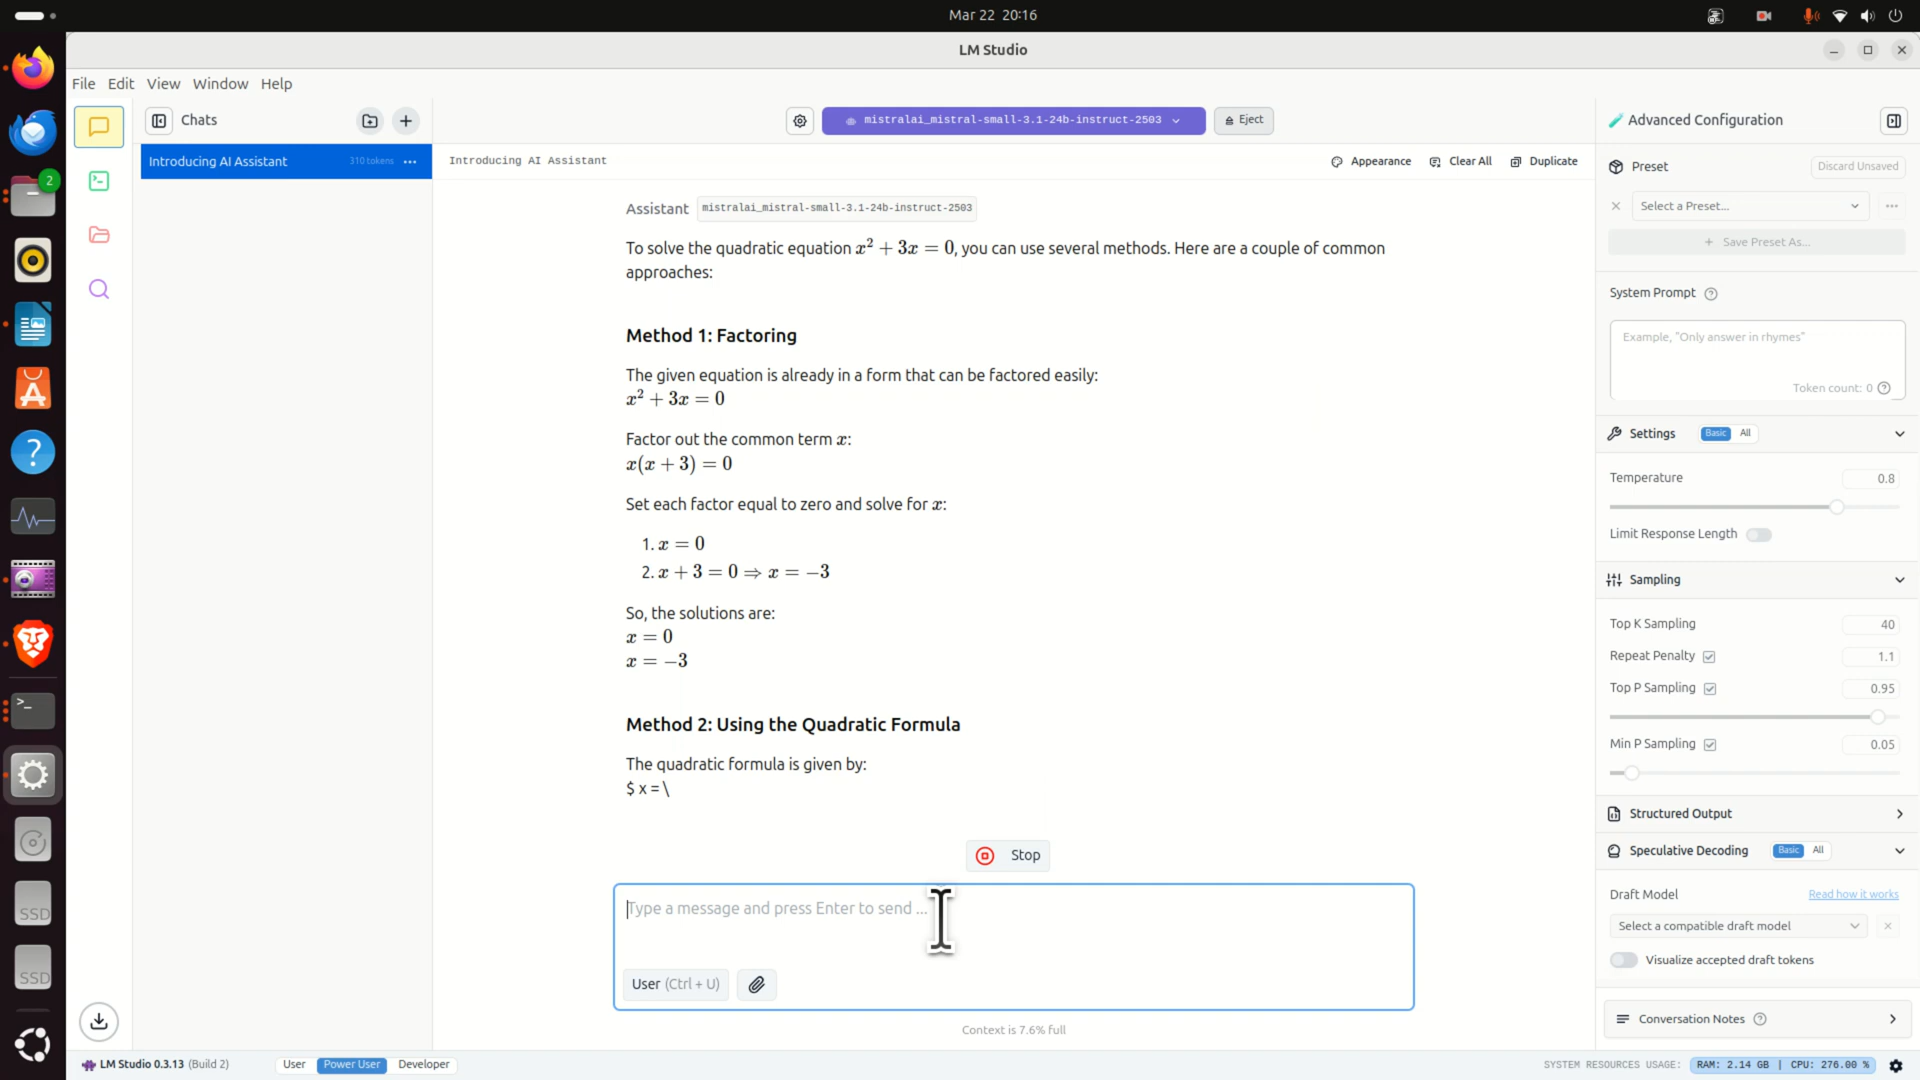 Mar 22 20:16
LM Studio
File Edit View Window Help
Chats
mistralai_mistral-small-3.1-24b-instruct-2503
Eject
Advanced Configuration
Introducing AI Assistant 310 tokens
Introducing AI Assistant
Appearance
Clear All
Duplicate
Preset
Discard Unsaved
Select a Preset...
+ Save Preset As...
Assistant mistralai_mistral-small-3.1-24b-instruct-2503
To solve the quadratic equation x² + 3x = 0, you can use several methods. Here are a couple of common
approaches:
Method 1: Factoring
The given equation is already in a form that can be factored easily:
x² + 3x = 0
Factor out the common term x:
x(x + 3) = 0
Set each factor equal to zero and solve for x:
1. x = 0
2. x + 3 = 0 ⇒ x = −3
So, the solutions are:
x = 0
x = −3
Method 2: Using the Quadratic Formula
The quadratic formula is given by:
$ x = \
Stop
Type a message and press Enter to send ...
User (Ctrl + U)
Context is 7.6% full
System Prompt ?
Example, "Only answer in rhymes"
Token count: 0 ?
Settings Basic All
Temperature 0.8
Limit Response Length
Sampling
Top K Sampling 40
Repeat Penalty 1.1
Top P Sampling 0.95
Min P Sampling 0.05
Structured Output
Speculative Decoding Basic All
Draft Model Read how it works
Select a compatible draft model
Visualize accepted draft tokens
Conversation Notes ?
2
A
?
>_
SSD
SSD
LM Studio 0.3.13 (Build 2)
User Power User Developer
SYSTEM RESOURCES USAGE: RAM: 2.14 GB | CPU: 276.00 %